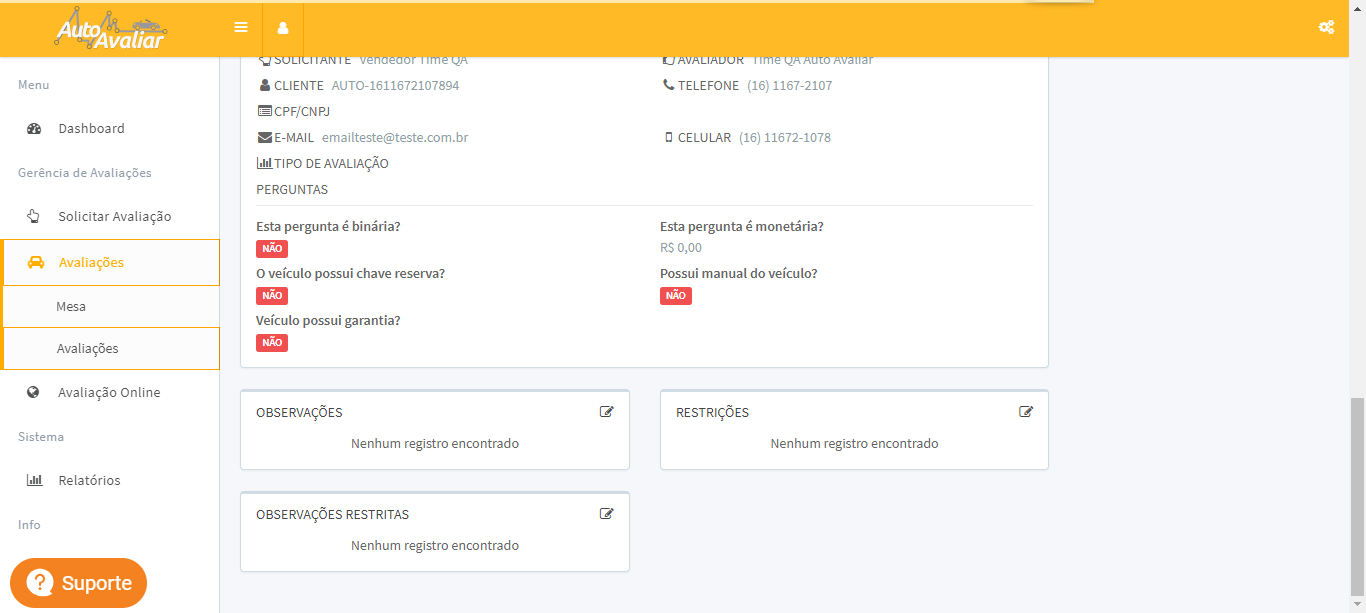 AutoAvaliar
Menu
Dashboard
Gerência de Avaliações
Solicitar Avaliação
Avaliações
Mesa
Avaliações
Avaliação Online
Sistema
Relatórios
Info
Suporte
SOLICITANTE Vendedor Time QA
AVALIADOR Time QA Auto Avaliar
CLIENTE AUTO-1611672107894
TELEFONE (16) 1167-2107
CPF/CNPJ
E-MAIL emailteste@teste.com.br
CELULAR (16) 11672-1078
TIPO DE AVALIAÇÃO
PERGUNTAS
Esta pergunta é binária?
NÃO
Esta pergunta é monetária?
R$ 0,00
O veículo possui chave reserva?
NÃO
Possui manual do veículo?
NÃO
Veículo possui garantia?
NÃO
OBSERVAÇÕES
Nenhum registro encontrado
RESTRIÇÕES
Nenhum registro encontrado
OBSERVAÇÕES RESTRITAS
Nenhum registro encontrado